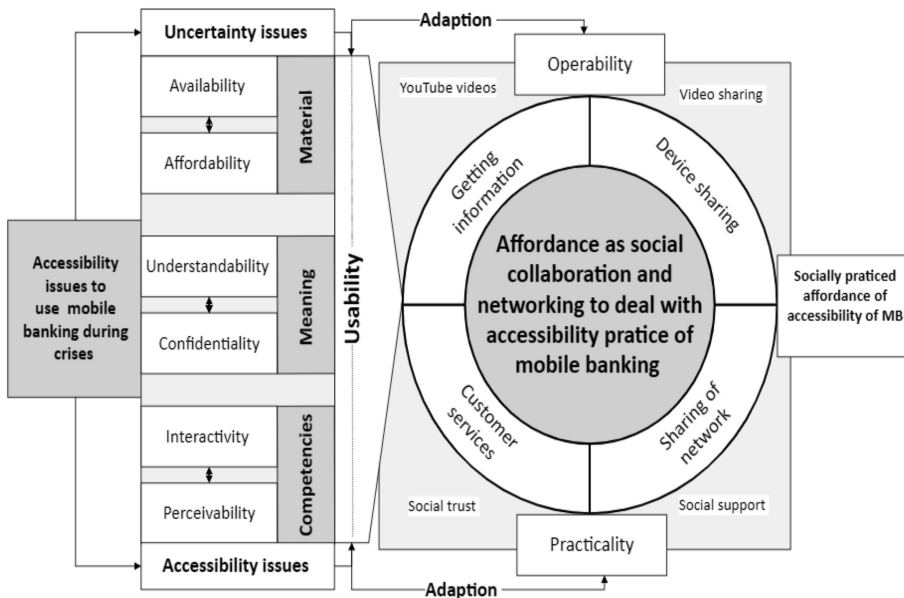 Uncertainty issues
Adaption
Availability
Affordability
Material
Accessibility
issues to
use mobile
banking during
crises
Understandability
Confidentiality
Meaning
Interactivity
Perceivability
Competencies
Accessibility issues
Usability
Operability
YouTube videos
Video sharing
Getting
information
Device sharing
Affordance as social
collaboration and
networking to deal with
accessibility pratice of
mobile banking
Customer
services
Sharing of
network
Social trust
Social support
Practicality
Adaption
Socially praticed
affordance of
accessibility of MB